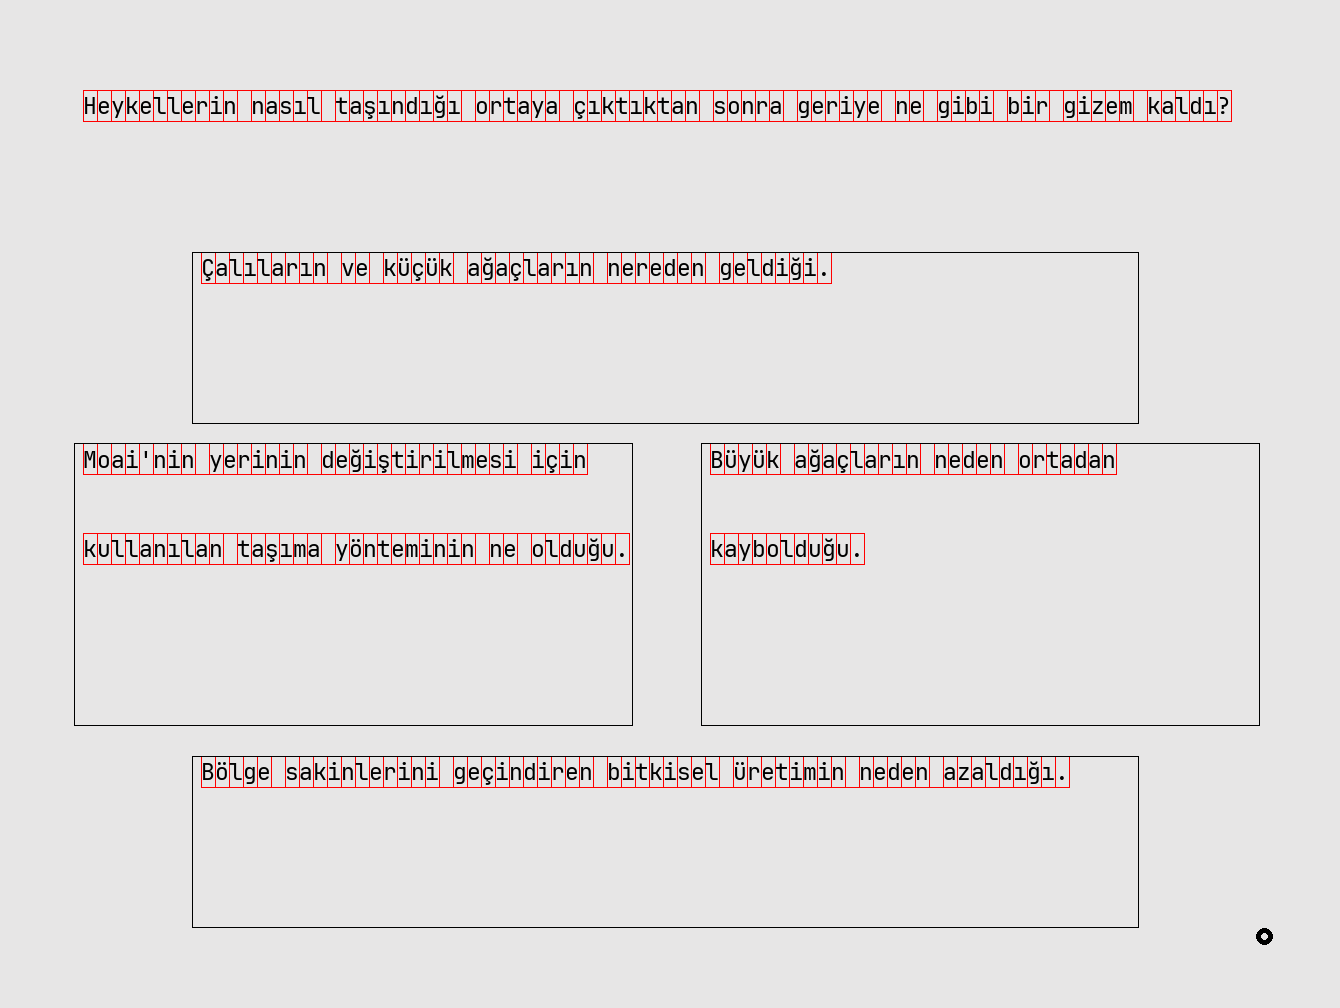 Heykellerin nasıl taşındığı ortaya çıktıktan sonra geriye ne gibi bir gizem kaldı?
Çalıların ve küçük ağaçların nereden geldiği.
Moai'nin yerinin değiştirilmesi için
kullanılan taşıma yönteminin ne olduğu.
Büyük ağaçların neden ortadan
kaybolduğu.
Bölge sakinlerini geçindiren bitkisel üretimin neden azaldığı.